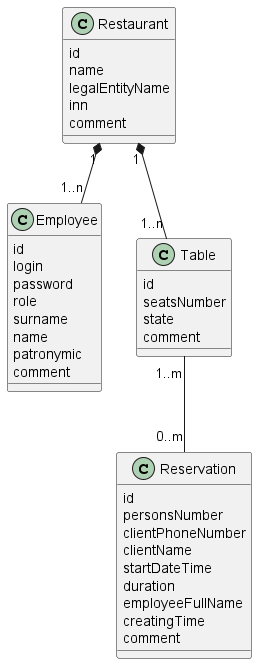 C Restaurant
id
name
legalEntityName
inn
comment
1
1
1..n
1..n
C Employee
id
login
password
role
surname
name
patronymic
comment
C Table
id
seatsNumber
state
comment
1..m
0..m
C Reservation
id
personsNumber
clientPhoneNumber
clientName
startDateTime
duration
employeeFullName
creatingTime
comment